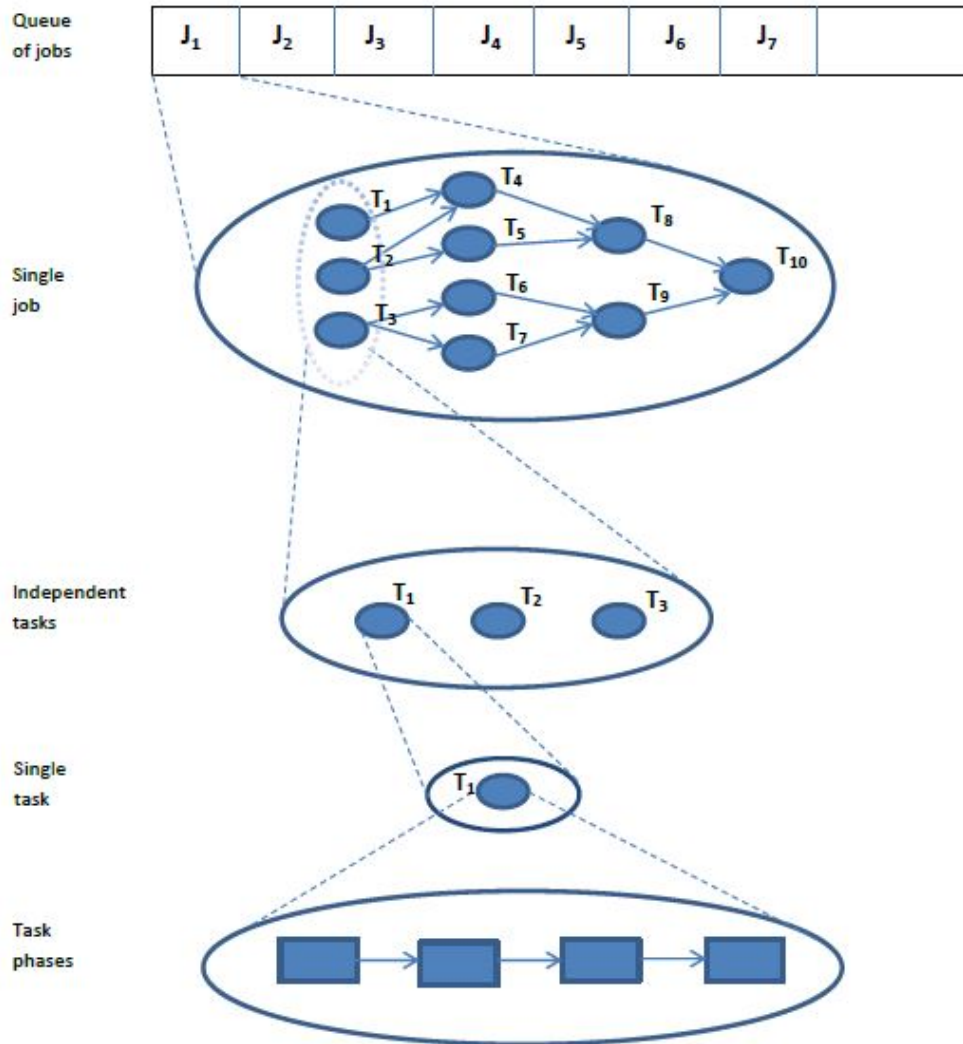 Queue
of jobs
J₁ J₂ J₃ J₄ J₅ J₆ J₇
T₁ T₄
T₂ T₅ T₈
T₃ T₆ T₉ T₁₀
T₇
Single
job
Independent
tasks
T₁ T₂ T₃
Single
task
T₁
Task
phases